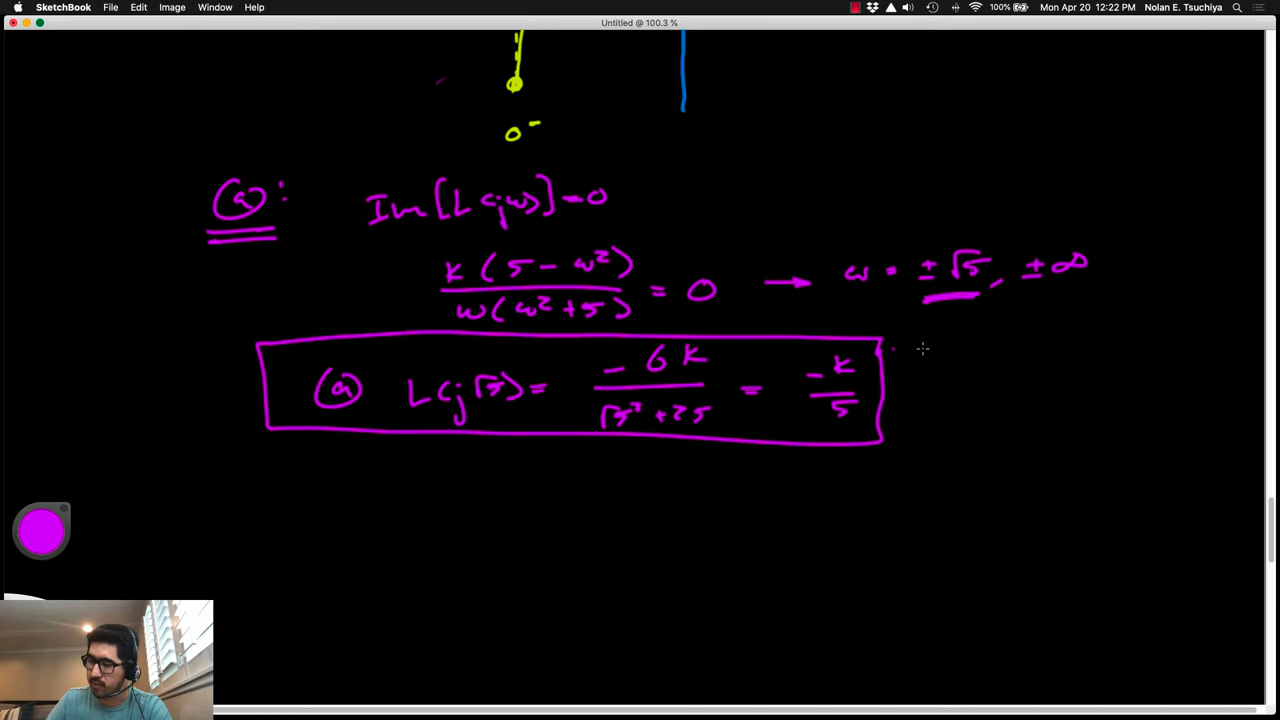 SketchBook File Edit Image Window Help 100% Mon Apr 20 12:22 PM Nolan E. Tsuchiya
Untitled @ 100.3 %
0⁻
(a): Im[L(jω)]=0
K(5-ω²)/ω(ω²+5) = 0 → ω = ±√5, ±∞
(a) L(j√5) = -6K/(√5²+25) = -K/5